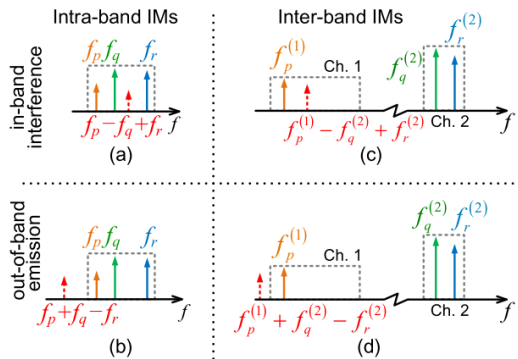 Intra-band IMs
Inter-band IMs
in-band
interference
f_p f_q f_r
f_p − f_q + f_r
f
(a)
f_p^{(1)}
Ch. 1
f_q^{(2)}
f_r^{(2)}
Ch. 2
f_p^{(1)} − f_q^{(2)} + f_r^{(2)}
f
(c)
out-of-band
emission
f_p f_q f_r
f_p + f_q − f_r
f
(b)
f_p^{(1)}
Ch. 1
f_q^{(2)}
f_r^{(2)}
Ch. 2
f_p^{(1)} + f_q^{(2)} − f_r^{(2)}
f
(d)